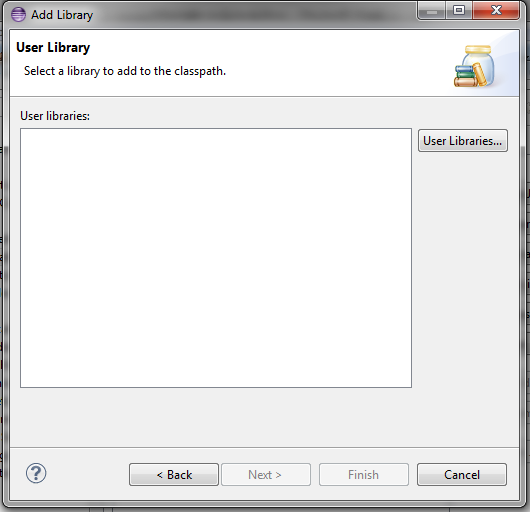 Add Library
User Library
Select a library to add to the classpath.
User libraries:
User Libraries...
?
< Back
Next >
Finish
Cancel